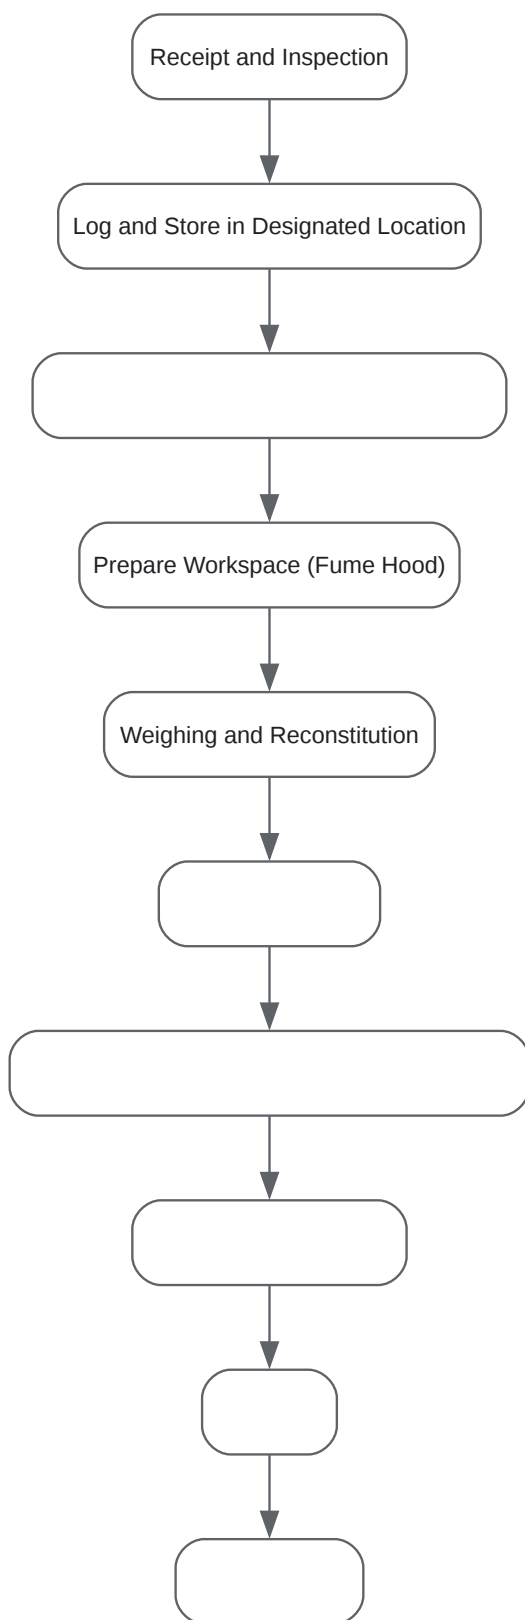 Receipt and Inspection
Log and Store in Designated Location
Prepare Workspace (Fume Hood)
Weighing and Reconstitution